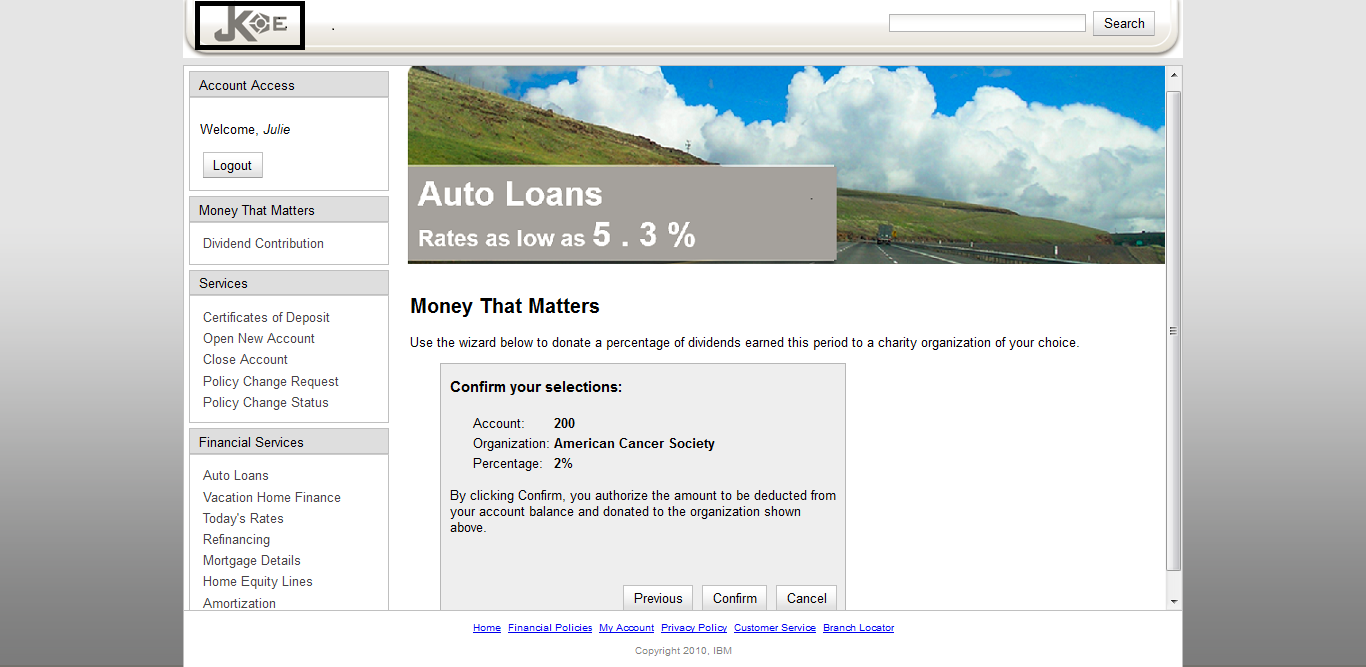 JKE
Search
Account Access
Welcome, Julie
Logout
Money That Matters
Dividend Contribution
Services
Certificates of Deposit
Open New Account
Close Account
Policy Change Request
Policy Change Status
Financial Services
Auto Loans
Vacation Home Finance
Today's Rates
Refinancing
Mortgage Details
Home Equity Lines
Amortization
Auto Loans
Rates as low as 5 . 3 %
Money That Matters
Use the wizard below to donate a percentage of dividends earned this period to a charity organization of your choice.
Confirm your selections:
Account: 200
Organization: American Cancer Society
Percentage: 2%
By clicking Confirm, you authorize the amount to be deducted from
your account balance and donated to the organization shown
above.
Previous Confirm Cancel
Home Financial Policies My Account Privacy Policy Customer Service Branch Locator
Copyright 2010, IBM